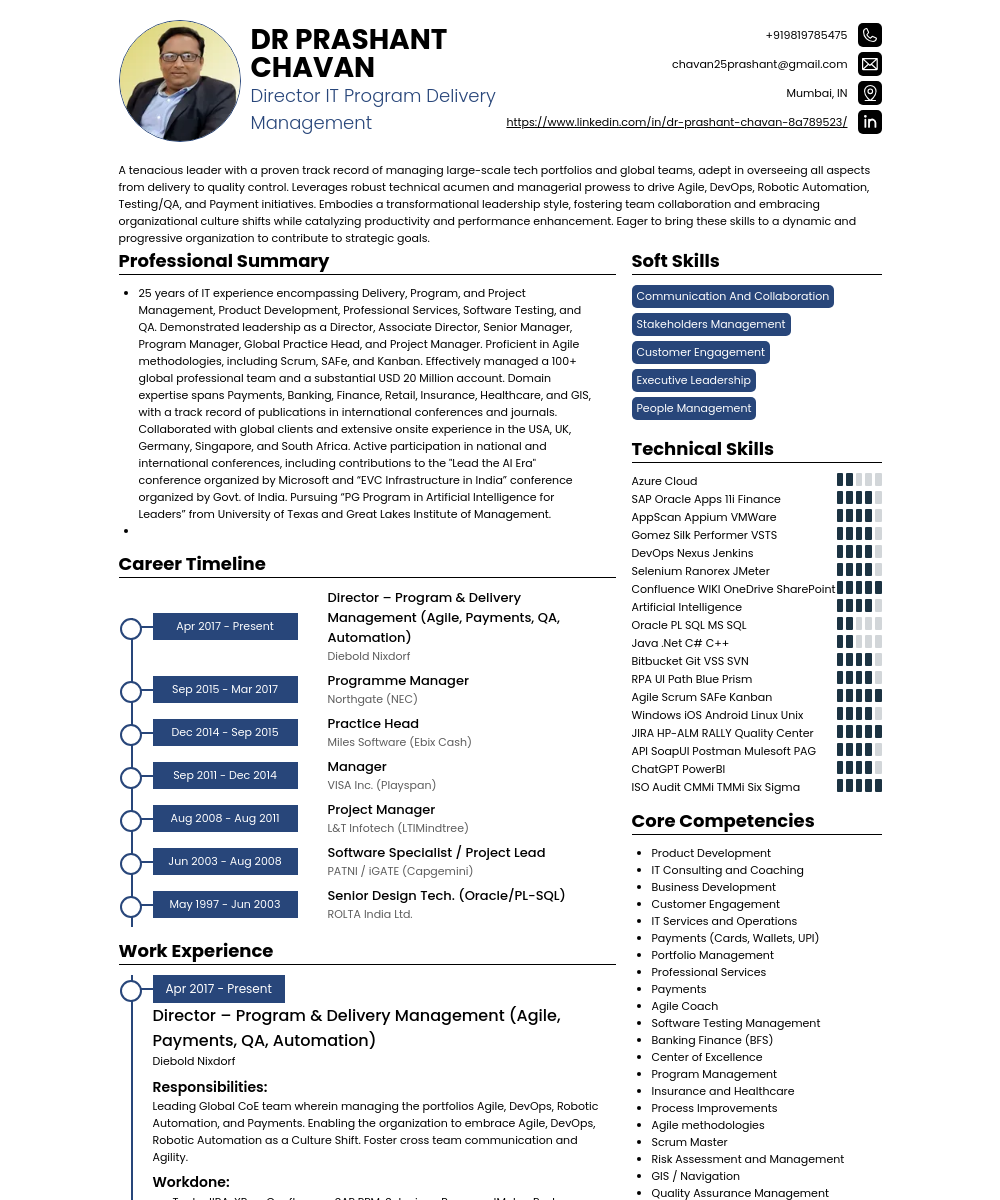 DR PRASHANT
CHAVAN
Director IT Program Delivery
Management
+919819785475
chavan25prashant@gmail.com
Mumbai, IN
https://www.linkedin.com/in/dr-prashant-chavan-8a789523/
A tenacious leader with a proven track record of managing large-scale tech portfolios and global teams, adept in overseeing all aspects
from delivery to quality control. Leverages robust technical acumen and managerial prowess to drive Agile, DevOps, Robotic Automation,
Testing/QA, and Payment initiatives. Embodies a transformational leadership style, fostering team collaboration and embracing
organizational culture shifts while catalyzing productivity and performance enhancement. Eager to bring these skills to a dynamic and
progressive organization to contribute to strategic goals.
Professional Summary
25 years of IT experience encompassing Delivery, Program, and Project
Management, Product Development, Professional Services, Software Testing, and
QA. Demonstrated leadership as a Director, Associate Director, Senior Manager,
Program Manager, Global Practice Head, and Project Manager. Proficient in Agile
methodologies, including Scrum, SAFe, and Kanban. Effectively managed a 100+
global professional team and a substantial USD 20 Million account. Domain
expertise spans Payments, Banking, Finance, Retail, Insurance, Healthcare, and GIS,
with a track record of publications in international conferences and journals.
Collaborated with global clients and extensive onsite experience in the USA, UK,
Germany, Singapore, and South Africa. Active participation in national and
international conferences, including contributions to the "Lead the AI Era"
conference organized by Microsoft and "EVC Infrastructure in India" conference
organized by Govt. of India. Pursuing "PG Program in Artificial Intelligence for
Leaders" from University of Texas and Great Lakes Institute of Management.
Career Timeline
Apr 2017 - Present
Director – Program & Delivery
Management (Agile, Payments, QA,
Automation)
Diebold Nixdorf
Sep 2015 - Mar 2017
Programme Manager
Northgate (NEC)
Dec 2014 - Sep 2015
Practice Head
Miles Software (Ebix Cash)
Sep 2011 - Dec 2014
Manager
VISA Inc. (Playspan)
Aug 2008 - Aug 2011
Project Manager
L&T Infotech (LTIMindtree)
Jun 2003 - Aug 2008
Software Specialist / Project Lead
PATNI / iGATE (Capgemini)
May 1997 - Jun 2003
Senior Design Tech. (Oracle/PL-SQL)
ROLTA India Ltd.
Work Experience
Apr 2017 - Present
Director – Program & Delivery Management (Agile,
Payments, QA, Automation)
Diebold Nixdorf
Responsibilities:
Leading Global CoE team wherein managing the portfolios Agile, DevOps, Robotic
Automation, and Payments. Enabling the organization to embrace Agile, DevOps,
Robotic Automation as a Culture Shift. Foster cross team communication and
Agility.
Workdone:
Soft Skills
Communication And Collaboration
Stakeholders Management
Customer Engagement
Executive Leadership
People Management
Technical Skills
Azure Cloud
SAP Oracle Apps 11i Finance
AppScan Appium VMWare
Gomez Silk Performer VSTS
DevOps Nexus Jenkins
Selenium Ranorex JMeter
Confluence WIKI OneDrive SharePoint
Artificial Intelligence
Oracle PL SQL MS SQL
Java .Net C# C++
Bitbucket Git VSS SVN
RPA UI Path Blue Prism
Agile Scrum SAFe Kanban
Windows iOS Android Linux Unix
JIRA HP-ALM RALLY Quality Center
API SoapUI Postman Mulesoft PAG
ChatGPT PowerBI
ISO Audit CMMi TMMi Six Sigma
Core Competencies
Product Development
IT Consulting and Coaching
Business Development
Customer Engagement
IT Services and Operations
Payments (Cards, Wallets, UPI)
Portfolio Management
Professional Services
Payments
Agile Coach
Software Testing Management
Banking Finance (BFS)
Center of Excellence
Program Management
Insurance and Healthcare
Process Improvements
Agile methodologies
Scrum Master
Risk Assessment and Management
GIS / Navigation
Quality Assurance Management